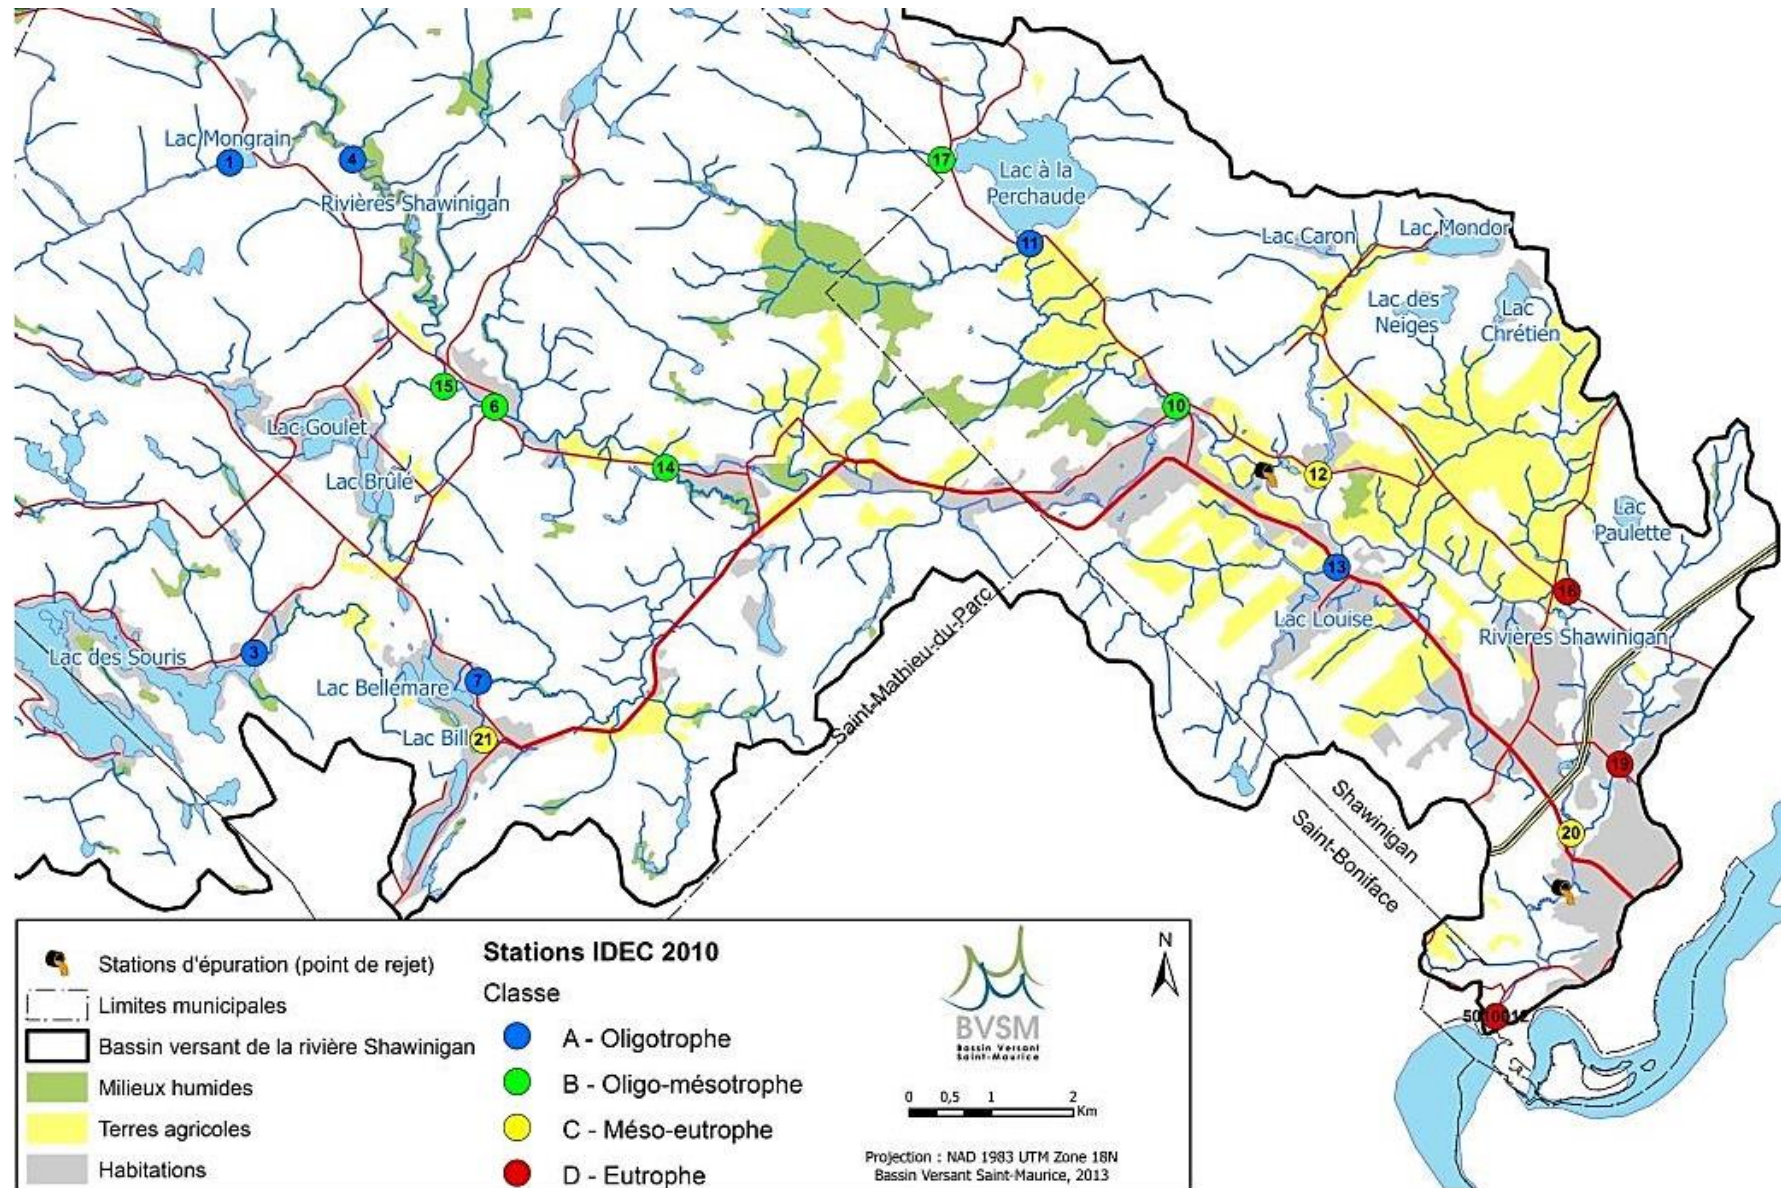 Lac Mongrain
1
4
Rivières Shawinigan
17
Lac à la
Perchaude
11
Lac Caron
Lac Mondor
Lac des
Neiges
Lac
Chrétien
15
6
Lac Goulet
Lac Brûlé
14
10
12
Lac
Paulette
13
16
Lac Louise
Rivières Shawinigan
Lac des Souris
3
Lac Bellemare
7
Lac Bill
21
Saint-Mathieu-du-Parc
Shawinigan
Saint-Boniface
19
20
5010012
Stations d'épuration (point de rejet)
Limites municipales
Bassin versant de la rivière Shawinigan
Milieux humides
Terres agricoles
Habitations
Stations IDEC 2010
Classe
A - Oligotrophe
B - Oligo-mésotrophe
C - Méso-eutrophe
D - Eutrophe
BVSM
Bassin Versant
Saint-Maurice
N
0 0,5 1 2
Km
Projection : NAD 1983 UTM Zone 18N
Bassin Versant Saint-Maurice, 2013